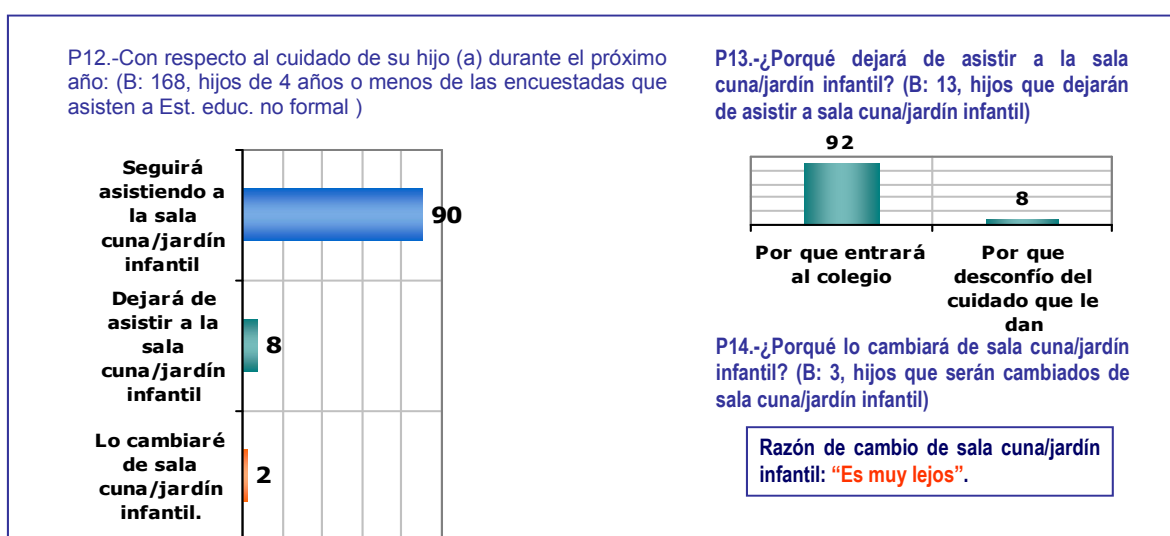 P12.-Con respecto al cuidado de su hijo (a) durante el próximo
año: (B: 168, hijos de 4 años o menos de las encuestadas que
asisten a Est. educ. no formal )
Seguirá
asistiendo a
la sala
cuna/jardín
infantil
90
Dejará de
asistir a la
sala
cuna/jardín
infantil
8
Lo cambiaré
de sala
cuna/jardín
infantil.
2
P13.-¿Porqué dejará de asistir a la sala
cuna/jardín infantil? (B: 13, hijos que dejarán
de asistir a sala cuna/jardín infantil)
92
8
Por que entrará
al colegio
Por que
desconfío del
cuidado que le
dan
P14.-¿Porqué lo cambiará de sala cuna/jardín
infantil? (B: 3, hijos que serán cambiados de
sala cuna/jardín infantil)
Razón de cambio de sala cuna/jardín
infantil: “Es muy lejos”.